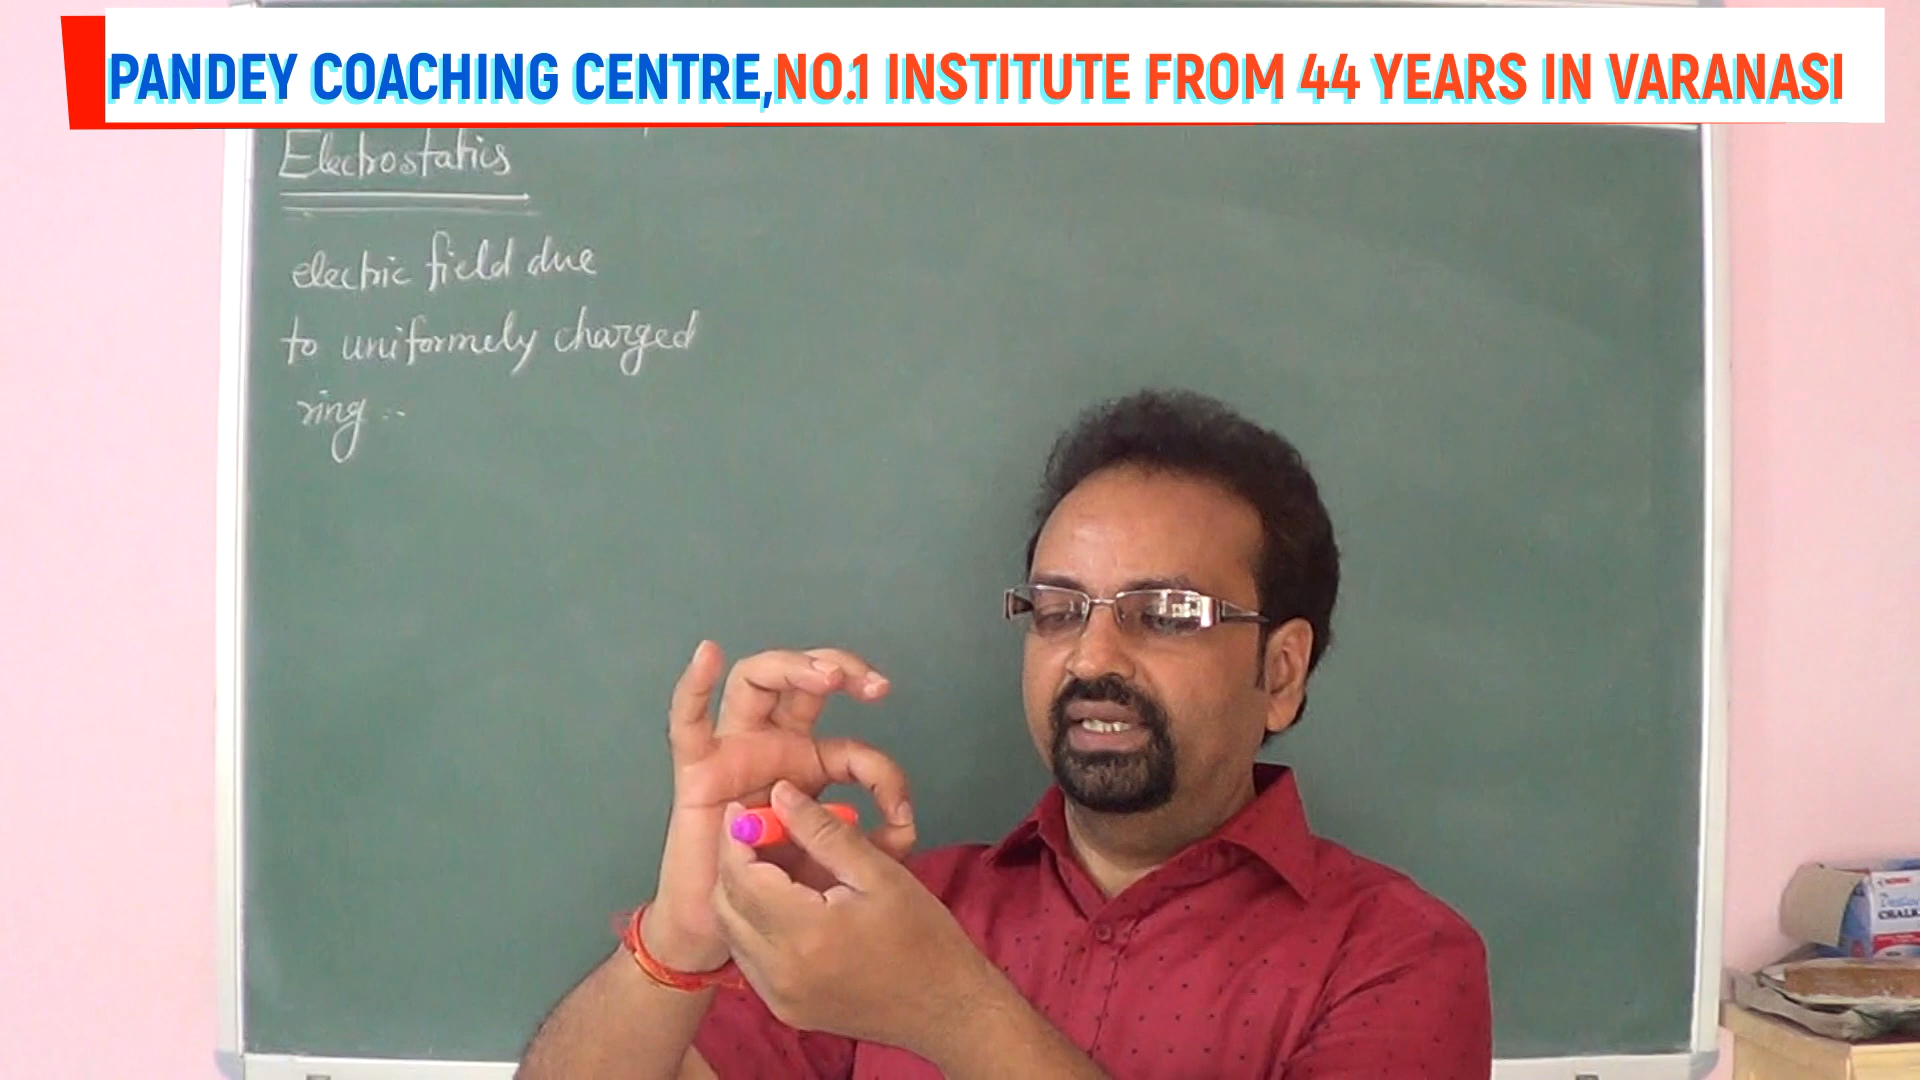 PANDEY COACHING CENTRE,NO.1 INSTITUTE FROM 44 YEARS IN VARANASI
Electrostatics
electric field due
to uniformely charged
ring :-
CHALK